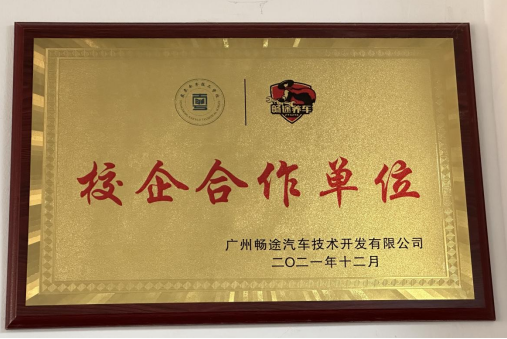 畅途养车
校企合作单位
广州畅途汽车技术开发有限公司
二〇二一年十二月